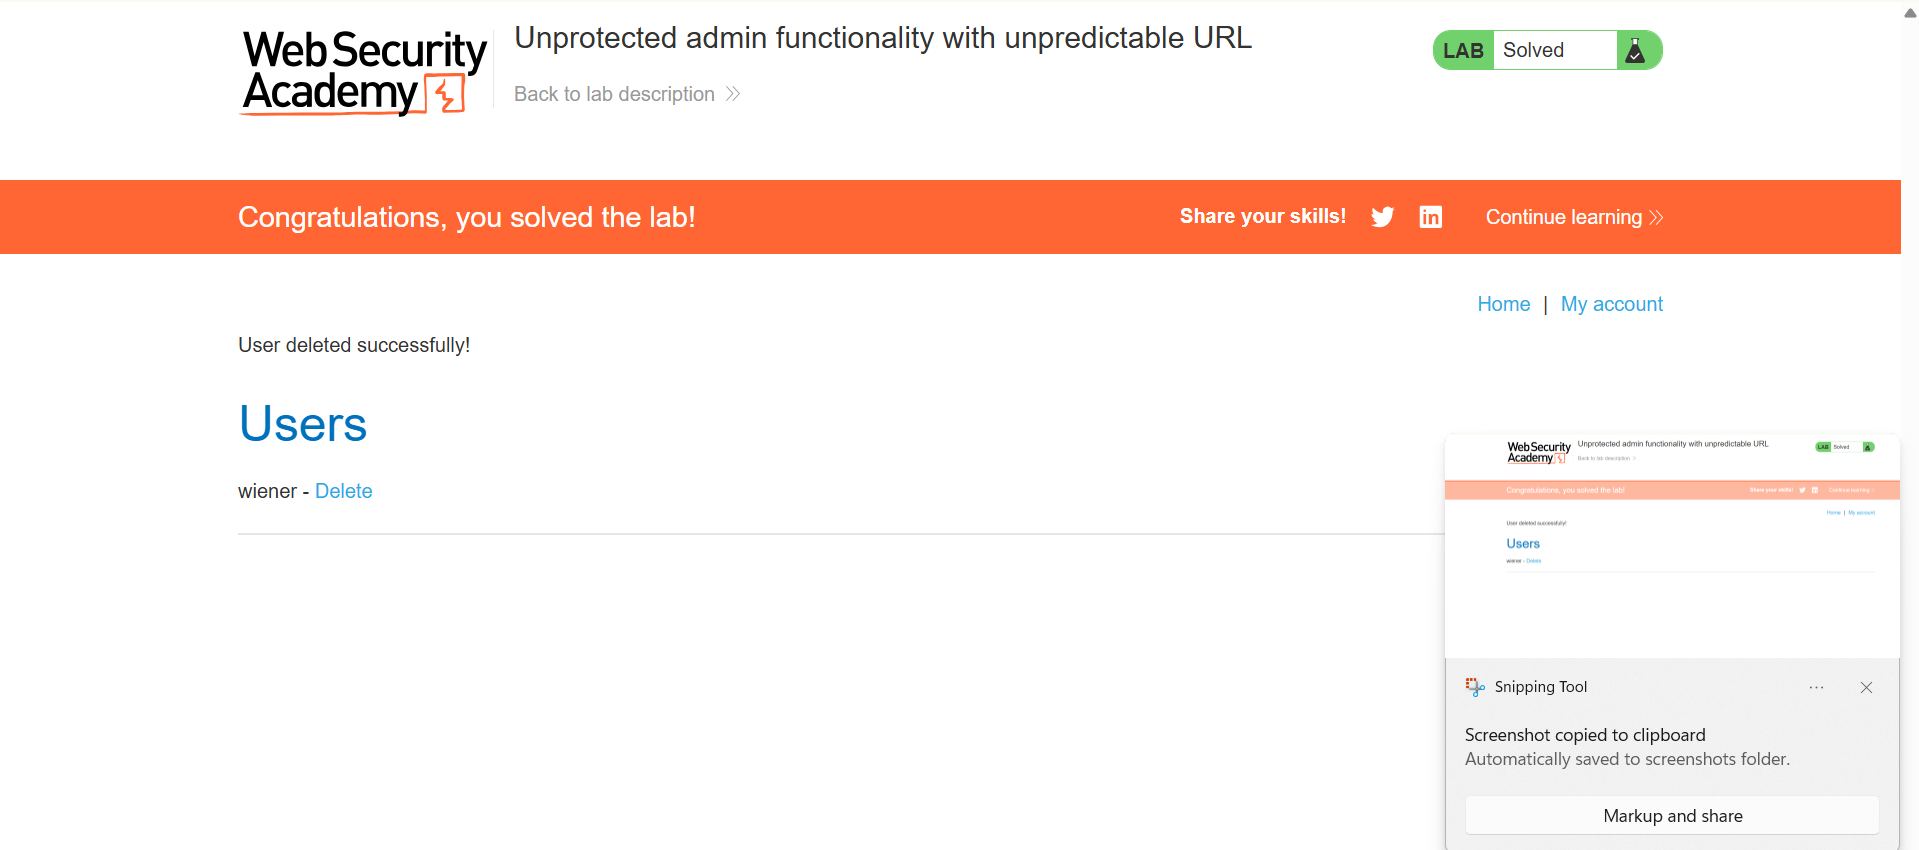 Web Security
Academy
Unprotected admin functionality with unpredictable URL
Back to lab description
LAB Solved
Congratulations, you solved the lab!
Share your skills!
Continue learning
Home | My account
User deleted successfully!
Users
wiener - Delete
Web Security
Academy
Unprotected admin functionality with unpredictable URL
Back to lab description
LAB Solved
Congratulations, you solved the lab!
Share your skills!
Continue learning
Home | My account
User deleted successfully!
Users
wiener - Delete
Snipping Tool
Screenshot copied to clipboard
Automatically saved to screenshots folder.
Markup and share